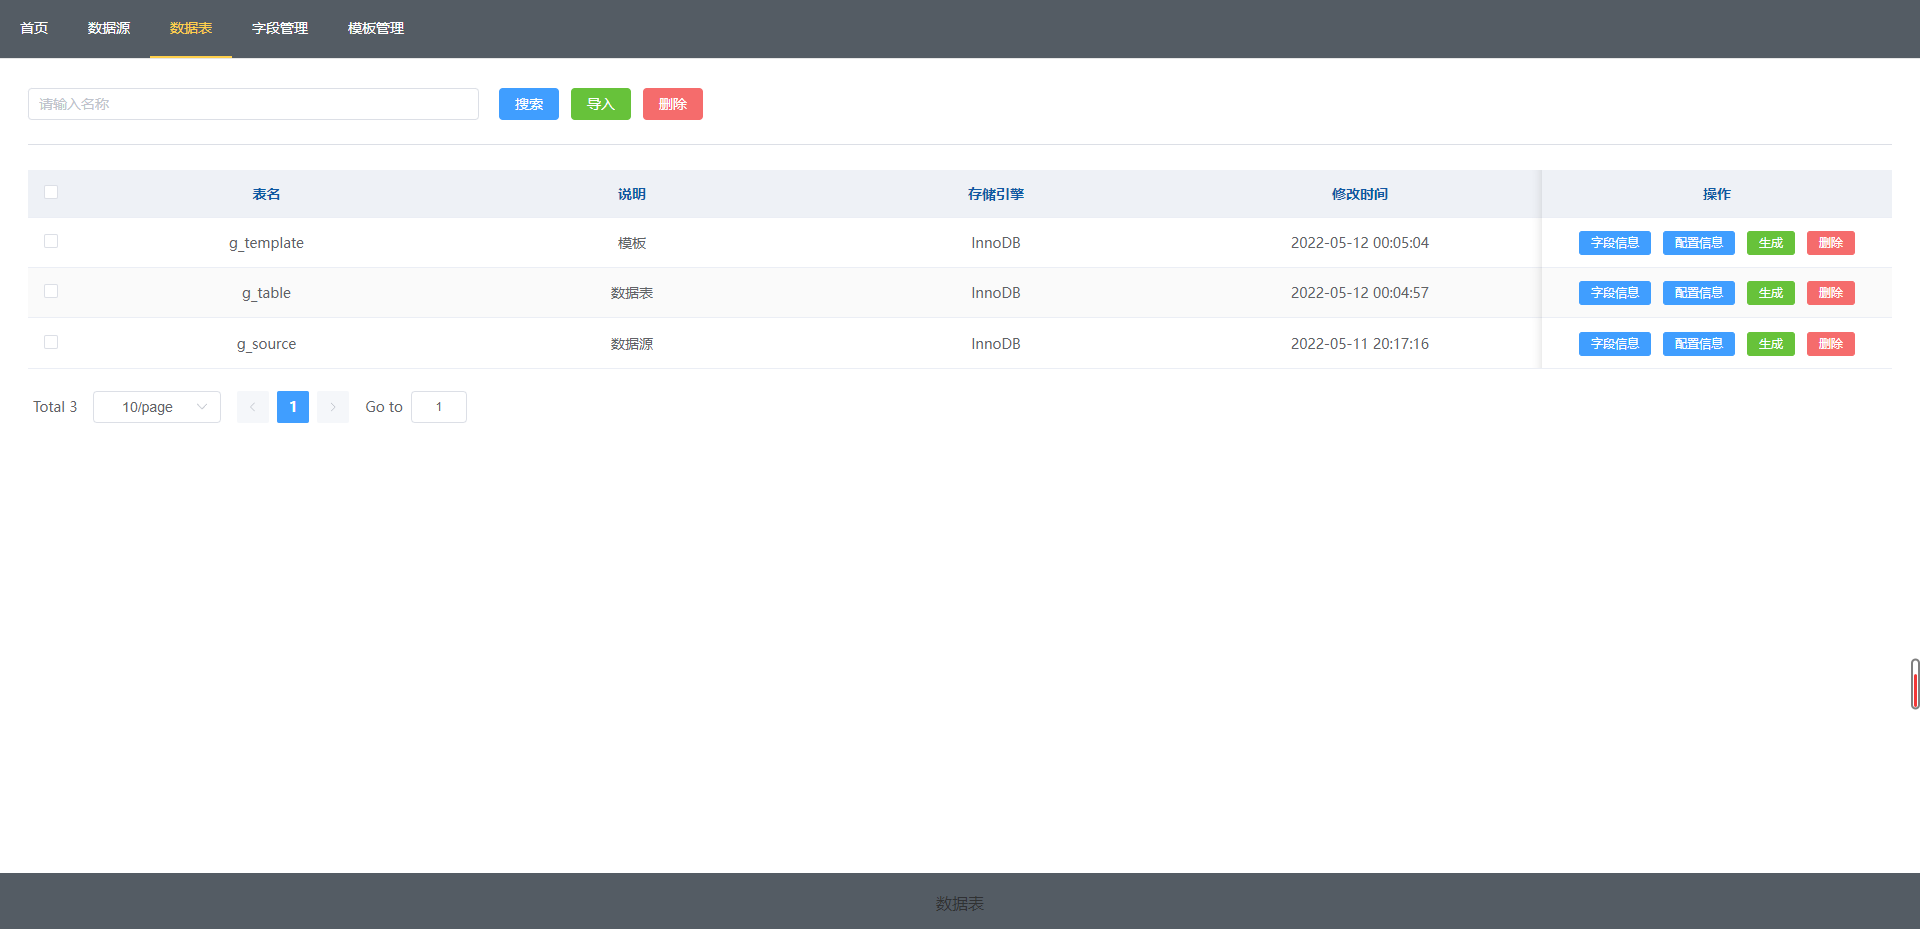 首页 数据源 数据表 字段管理 模板管理
请输入名称 搜索 导入 删除
表名 说明 存储引擎 修改时间 操作
g_template 模板 InnoDB 2022-05-12 00:05:04 字段信息 配置信息 生成 删除
g_table 数据表 InnoDB 2022-05-12 00:04:57 字段信息 配置信息 生成 删除
g_source 数据源 InnoDB 2022-05-11 20:17:16 字段信息 配置信息 生成 删除
Total 3 10/page 1 Go to 1
数据表